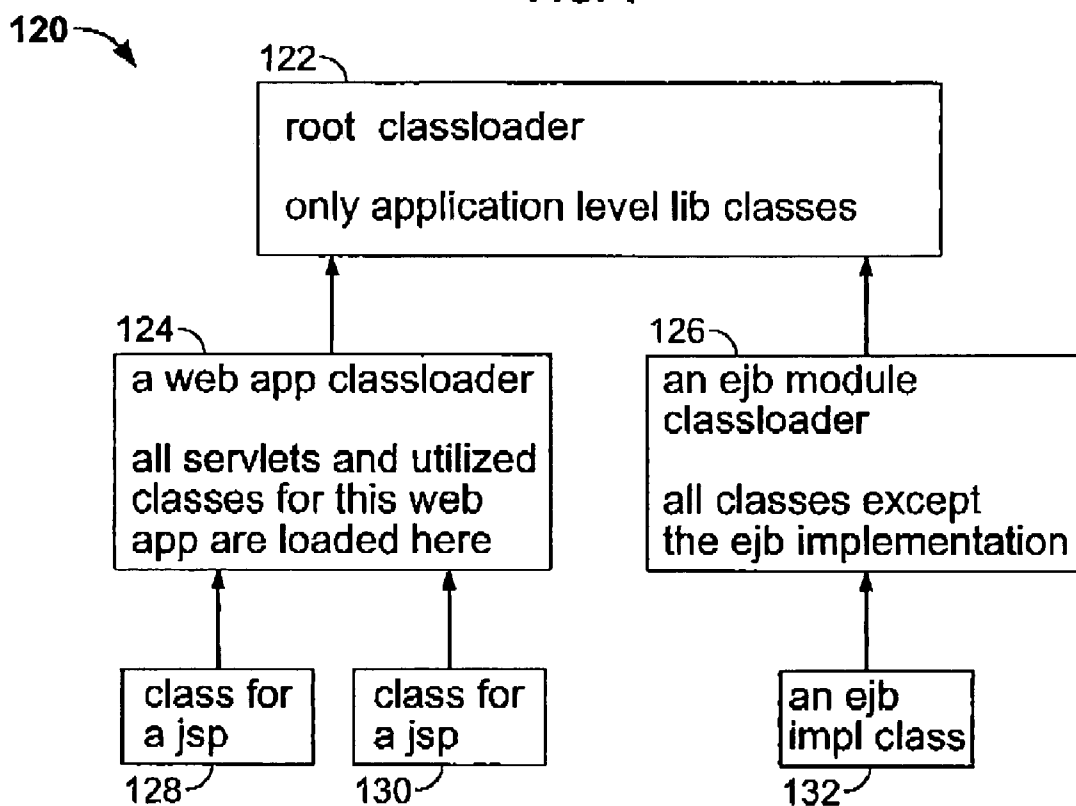 120
122
root classloader
only application level lib classes
124
a web app classloader
all servlets and utilized
classes for this web
app are loaded here
126
an ejb module
classloader
all classes except
the ejb implementation
class for
a jsp
128
class for
a jsp
130
an ejb
impl class
132